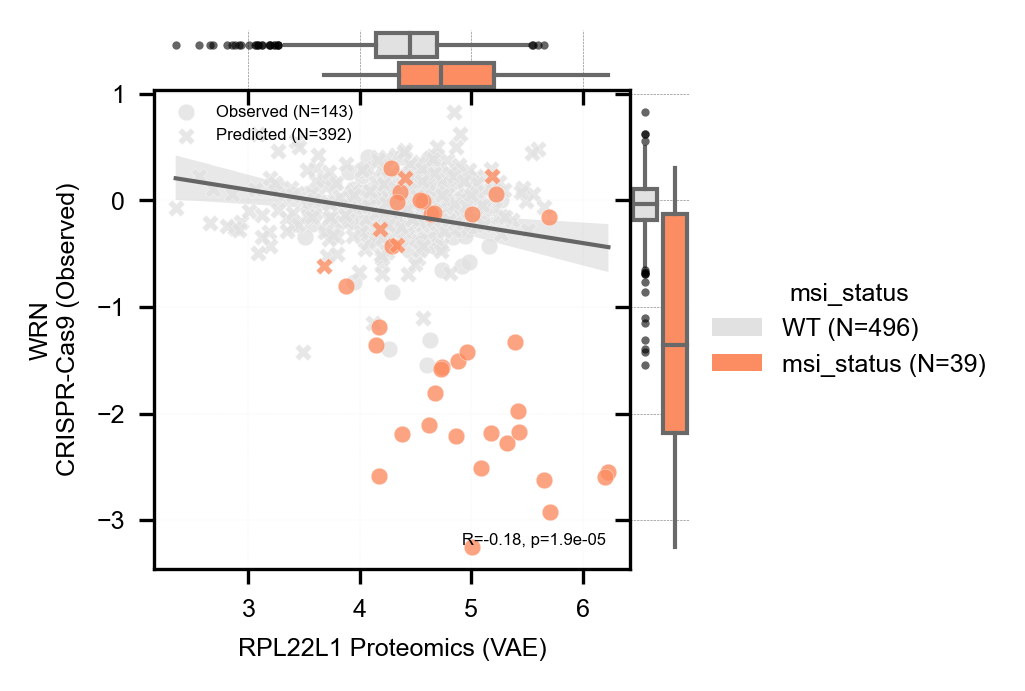 1
0
−1
−2
−3
WRN
CRISPR-Cas9 (Observed)
Observed (N=143)
Predicted (N=392)
R=-0.18, p=1.9e-05
3 4 5 6
RPL22L1 Proteomics (VAE)
msi_status
WT (N=496)
msi_status (N=39)